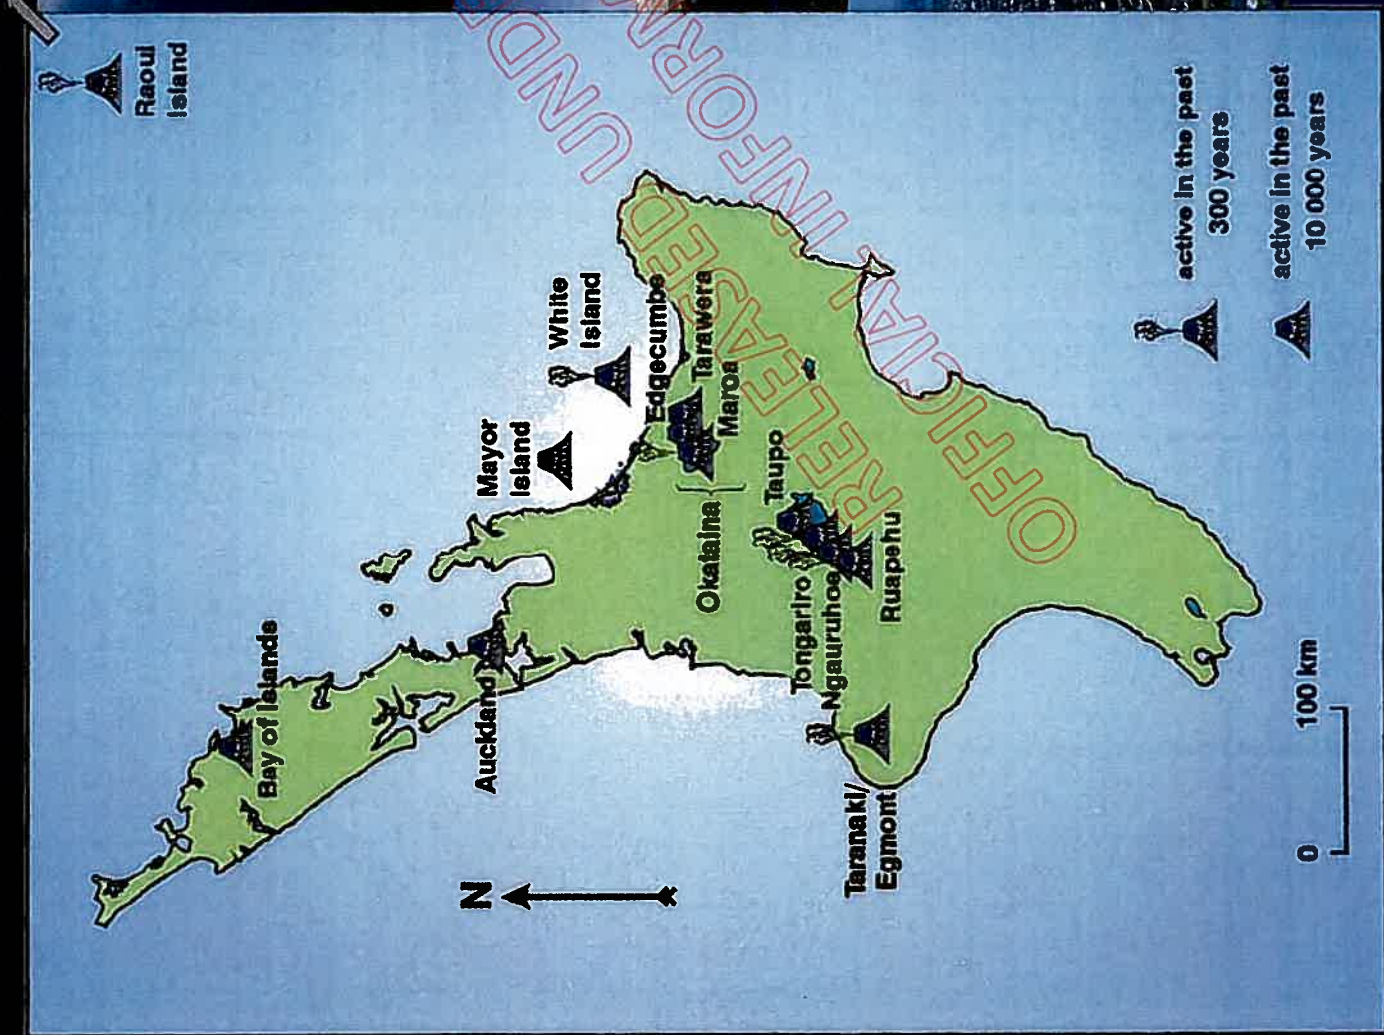 Raoul
Island
Bay of Islands
Auckland
Mayor
Island
White
Island
Edgecumbe
Tarawera
Maroa
Okataina
Taupo
Tongariro
Ngauruhoe
Ruapehu
Taranaki/
Egmont
N
active in the past
300 years
active in the past
10 000 years
0 100 km
RELEASED UND
OFFICIAL INFORM